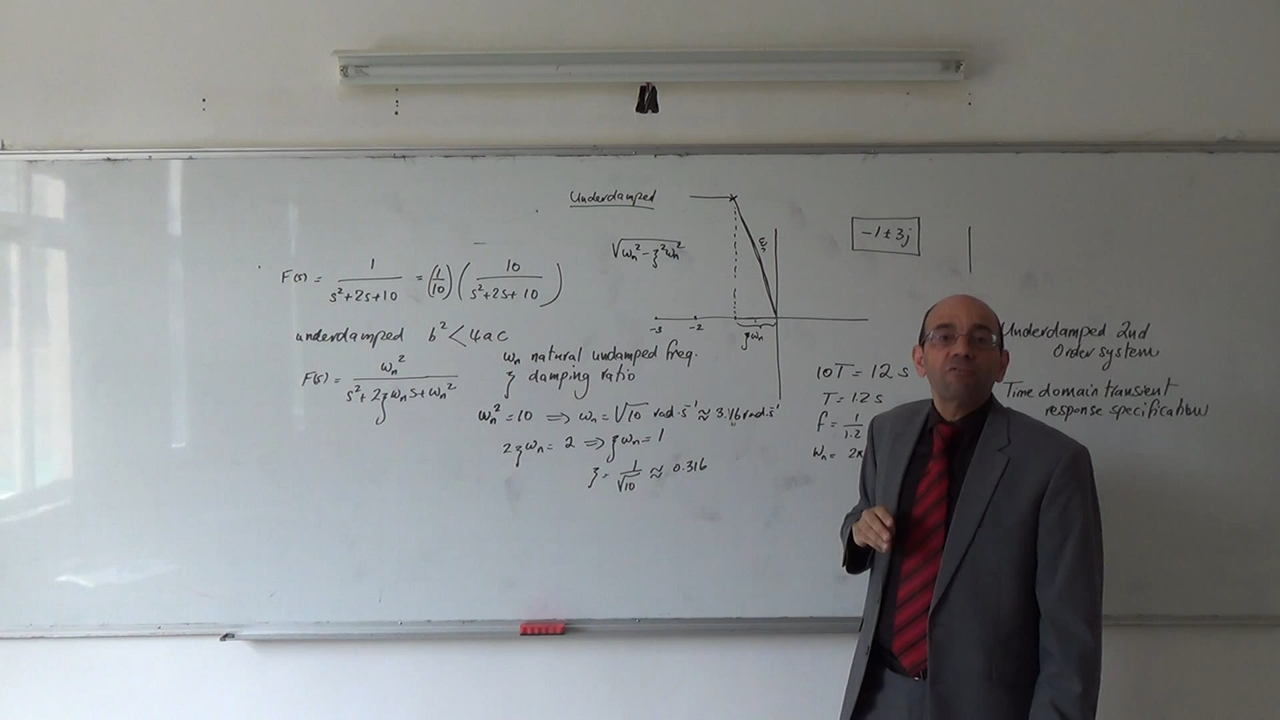 Underdamped
√(ωn² − ζ²ωn²)
-1 ± 3j
F(s) = 1 / (s²+2s+10) = (1/10) (10 / (s²+2s+10))
underdamped b² < 4ac
F(s) = ωn² / (s² + 2ζωn s + ωn²)
ωn natural undamped freq.
ζ damping ratio
ωn² = 10 ⟹ ωn = √10 rad·s⁻¹ ≈ 3.16 rad·s⁻¹
2ζωn = 2 ⟹ ζωn = 1
ζ = 1/√10 ≈ 0.316
-3 -2
ζωn
10T = 12 s
T = 1.2 s
f = 1/1.2
ωn = 2π
Underdamped 2nd
Order system
Time domain transient
response specification